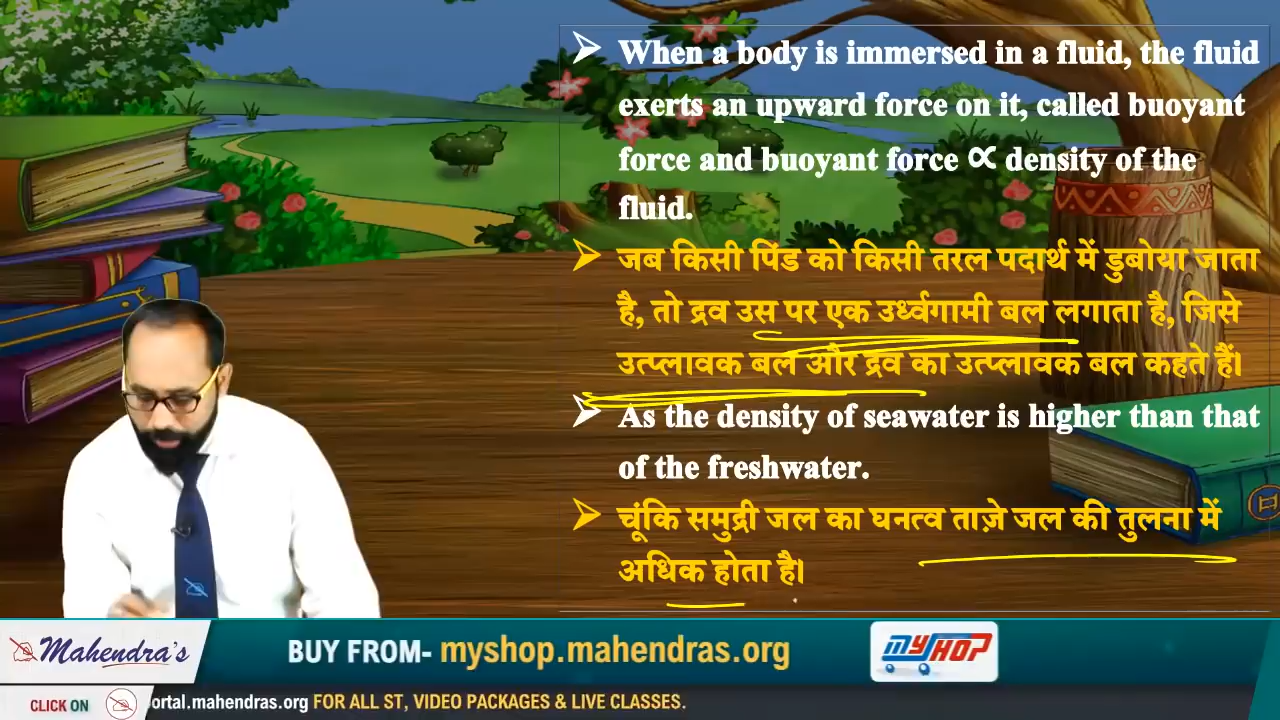 ➢ When a body is immersed in a fluid, the fluid
exerts an upward force on it, called buoyant
force and buoyant force ∝ density of the
fluid.
➢ जब किसी पिंड को किसी तरल पदार्थ में डुबोया जाता
है, तो द्रव उस पर एक उर्ध्वगामी बल लगाता है, जिसे
उत्प्लावक बल और द्रव का उत्प्लावक बल कहते हैं।
➢ As the density of seawater is higher than that
of the freshwater.
➢ चूंकि समुद्री जल का घनत्व ताज़े जल की तुलना में
अधिक होता है।
Mahendra's
BUY FROM- myshop.mahendras.org
MY SHOP
CLICK ON
portal.mahendras.org FOR ALL ST, VIDEO PACKAGES & LIVE CLASSES.